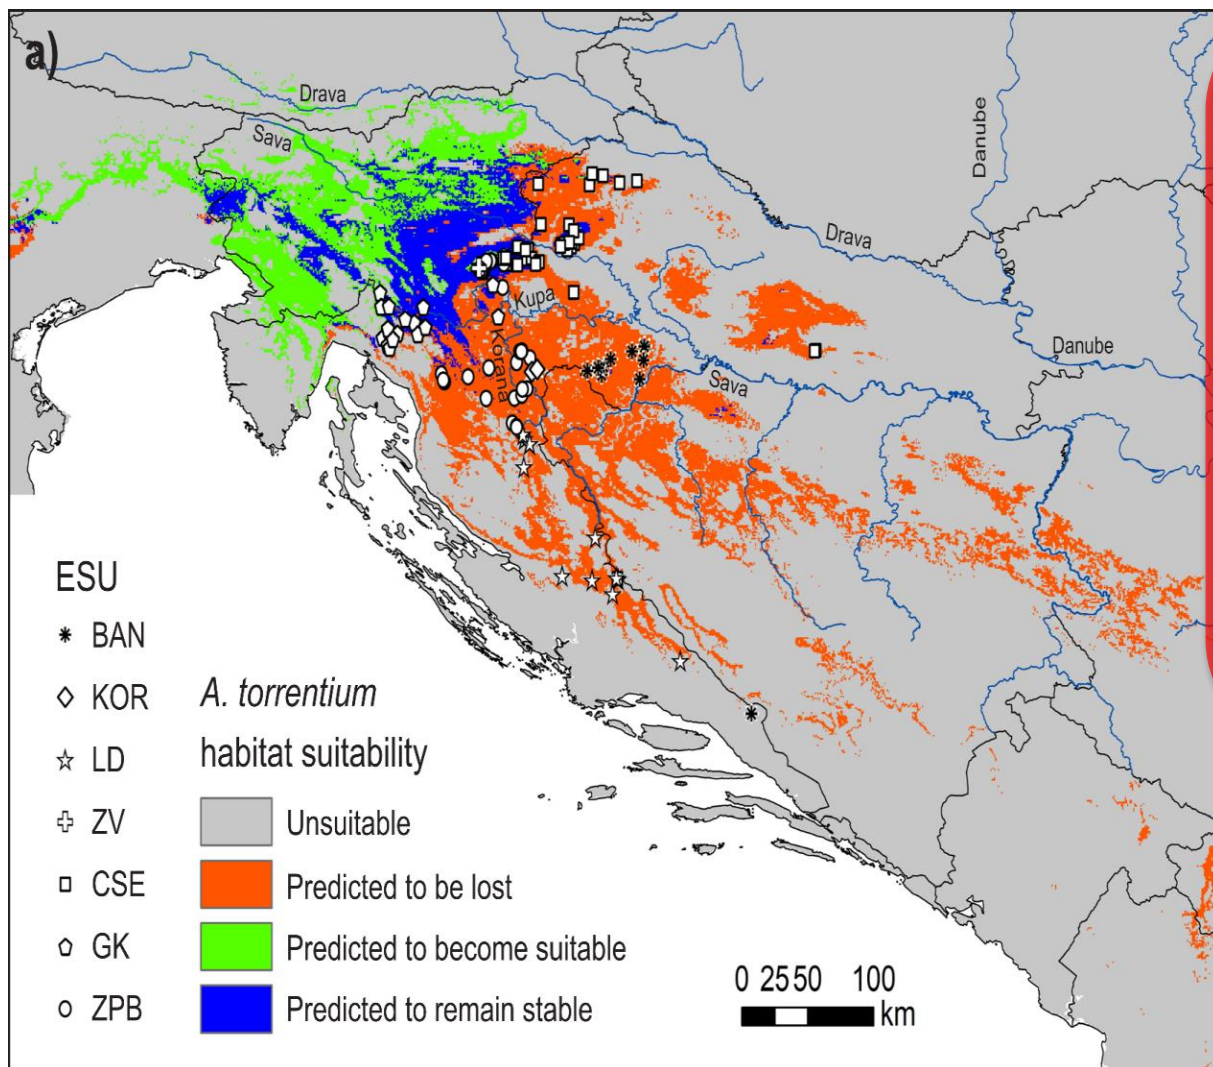 a)
Drava
Sava
Danube
Drava
Kupa
Korana
Danube
Sava
ESU
BAN
KOR
LD
ZV
CSE
GK
ZPB
A. torrentium
habitat suitability
Unsuitable
Predicted to be lost
Predicted to become suitable
Predicted to remain stable
0 25 50 100
km